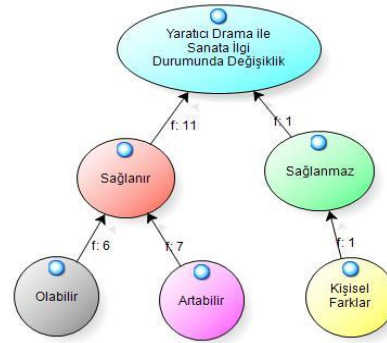 Yaratıcı Drama ile
Sanata İlgi
Durumunda Değişiklik
f: 11
f: 1
Sağlanır
Sağlanmaz
f: 6
f: 7
f: 1
Olabilir
Artabilir
Kişisel
Farklar